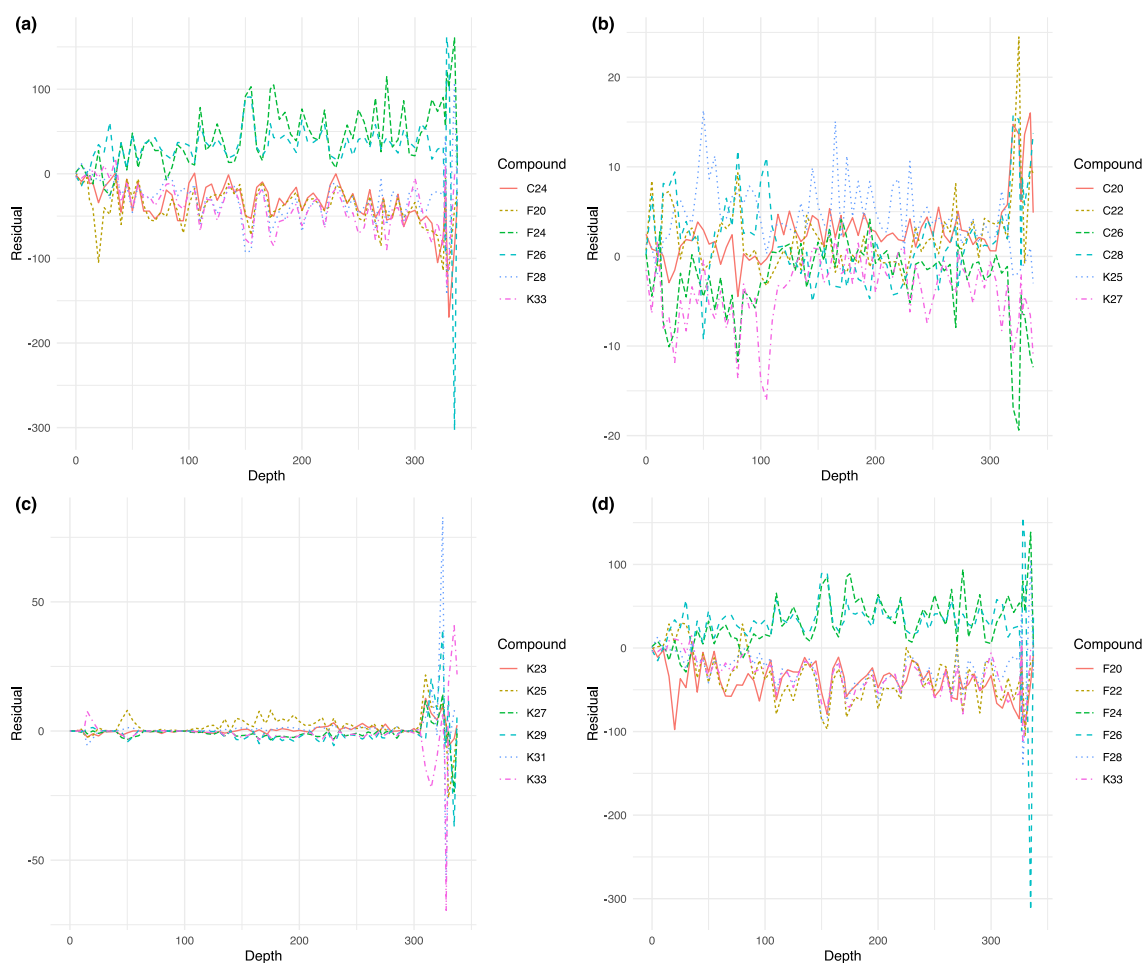 (a)
100
0
-100
-200
-300
Residual
0
100
200
300
Depth
Compound
C24
F20
F24
F26
F28
K33
(b)
20
10
0
-10
-20
Residual
0
100
200
300
Depth
Compound
C20
C22
C26
C28
K25
K27
(c)
50
0
-50
Residual
0
100
200
300
Depth
Compound
K23
K25
K27
K29
K31
K33
(d)
100
0
-100
-200
-300
Residual
0
100
200
300
Depth
Compound
F20
F22
F24
F26
F28
K33